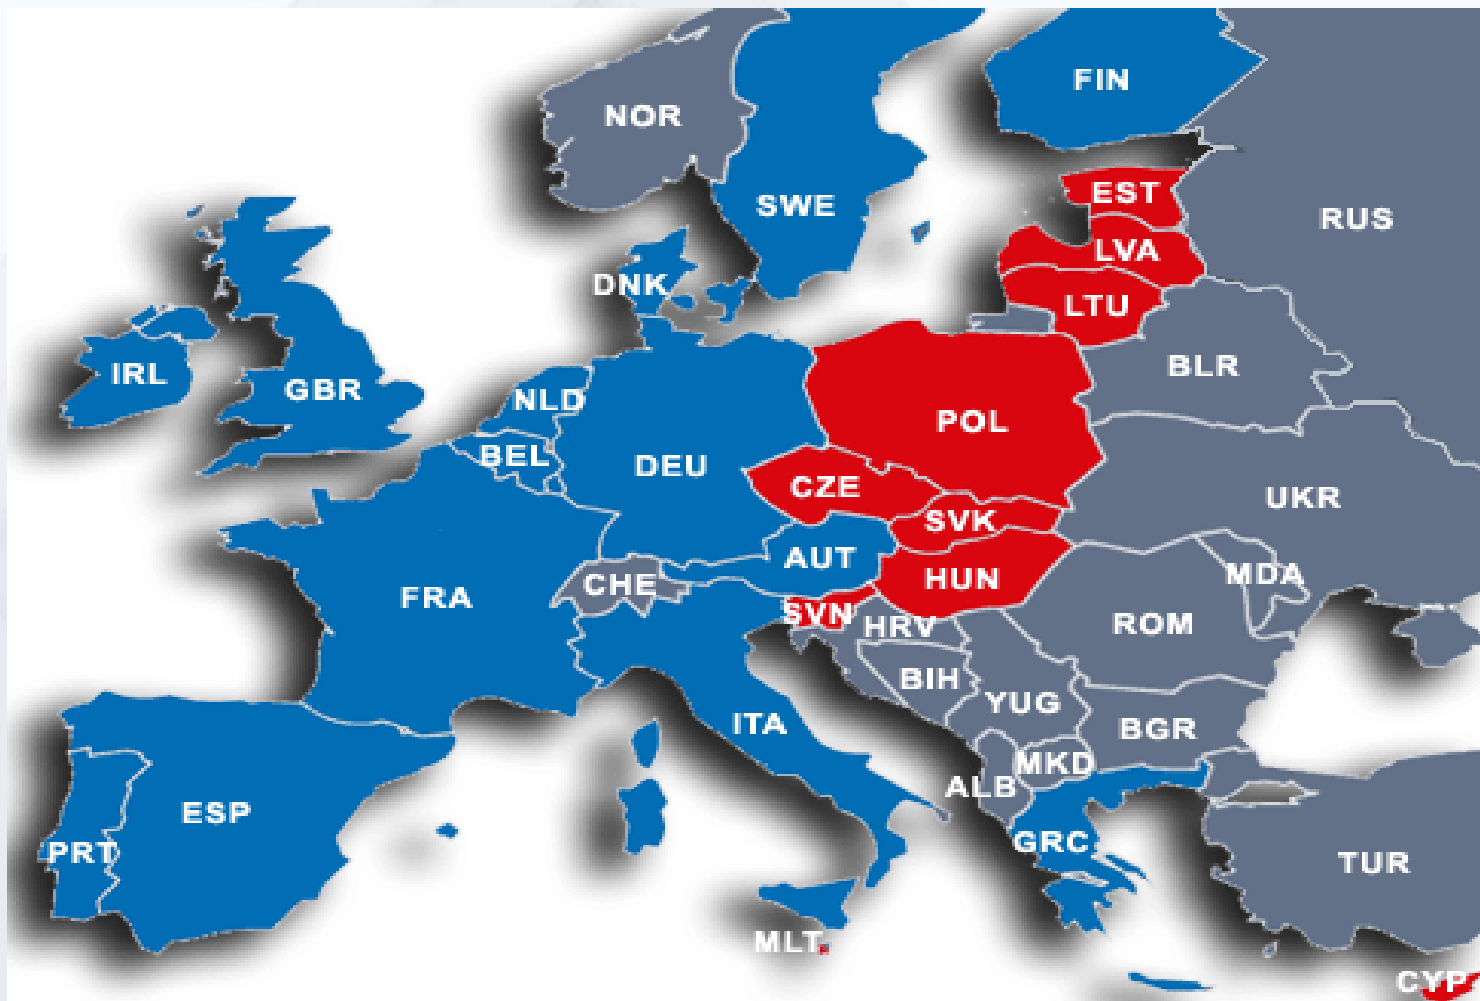 FIN
NOR
EST
SWE
RUS
LVA
DNK
LTU
IRL
GBR
NLD
BLR
POL
BEL
DEU
CZE
UKR
SVK
AUT
HUN
MDA
CHE
FRA
SVN
HRV
ROM
BIH
YUG
ITA
BGR
MKD
ALB
ESP
GRC
PRT
TUR
MLT
CYP